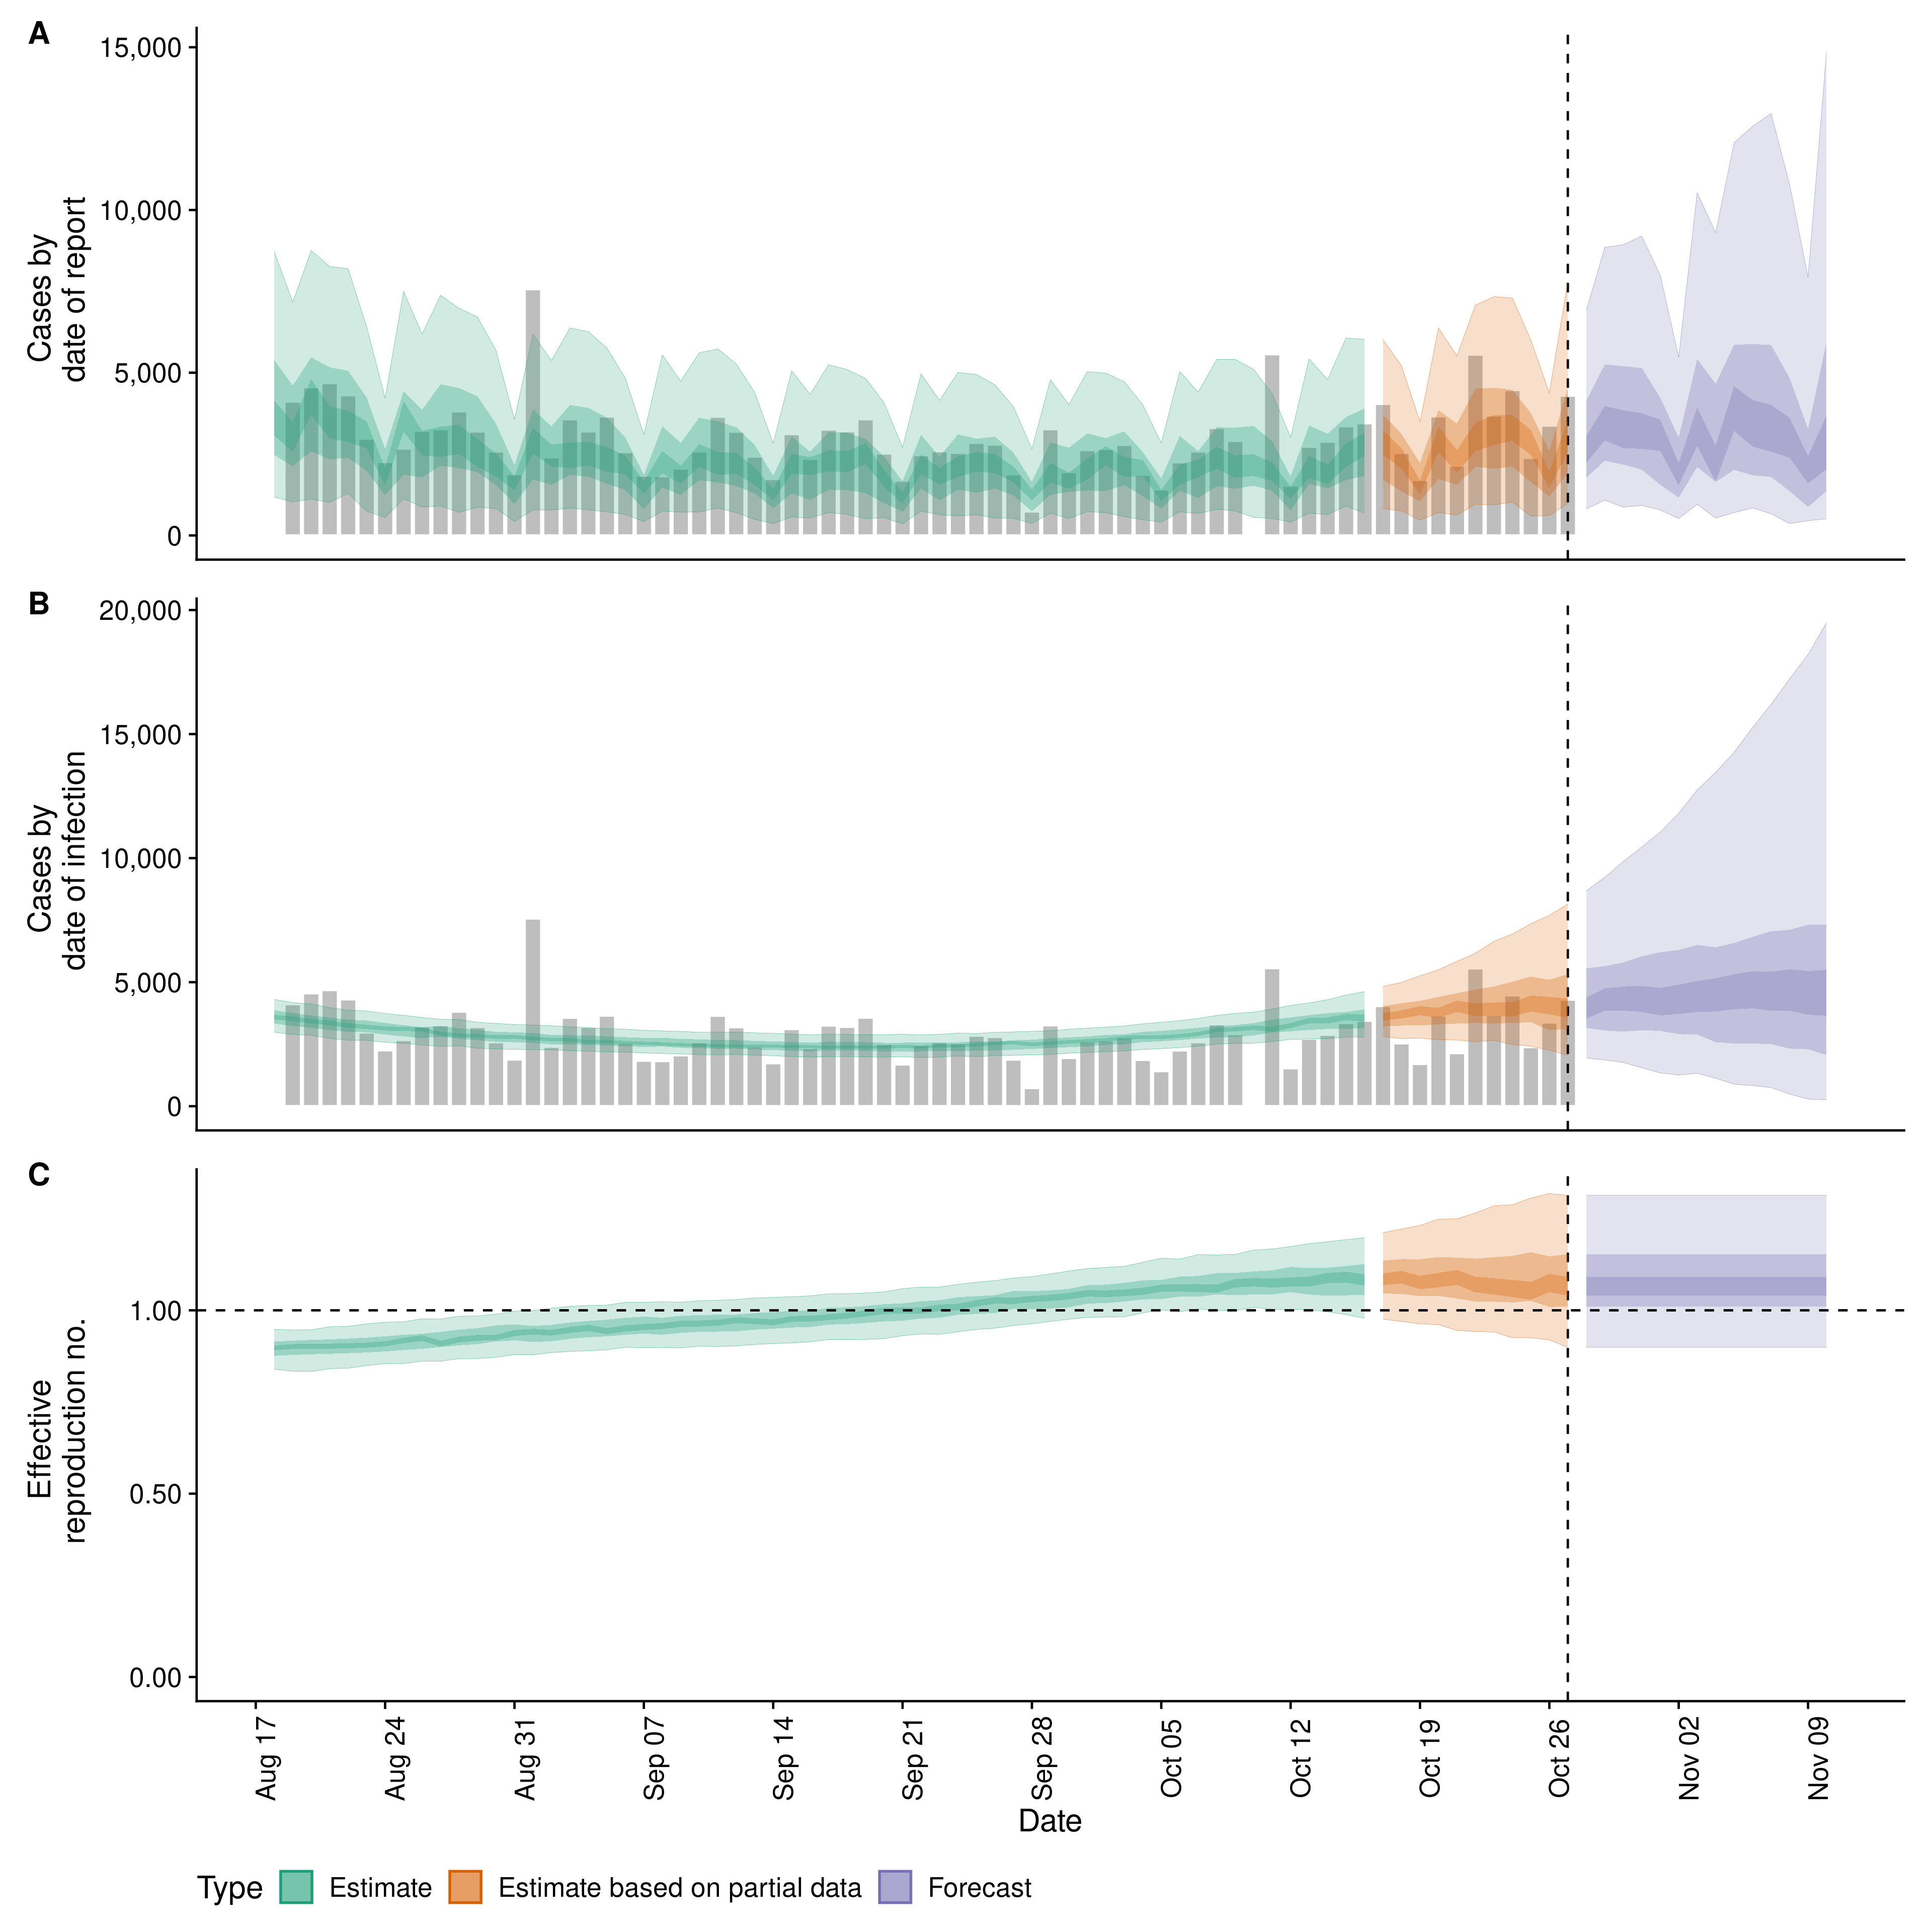 A
15,000
10,000
5,000
0
Cases by
date of report
B
20,000
15,000
10,000
5,000
0
Cases by
date of infection
C
1.00
0.50
0.00
Effective
reproduction no.
Aug 17
Aug 24
Aug 31
Sep 07
Sep 14
Sep 21
Sep 28
Oct 05
Oct 12
Oct 19
Oct 26
Nov 02
Nov 09
Date
Type Estimate Estimate based on partial data Forecast